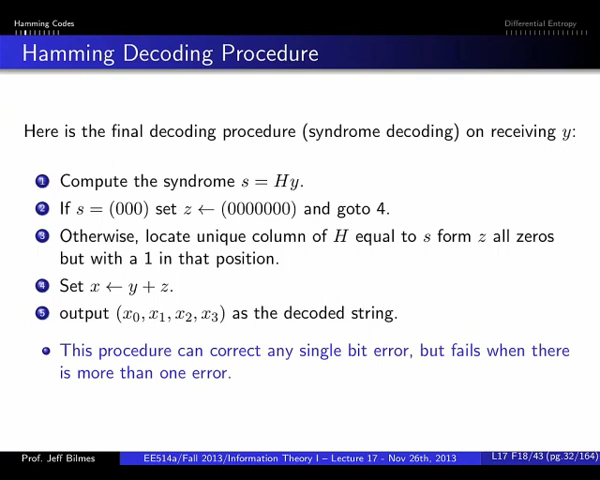 Hamming Codes Differential Entropy
Hamming Decoding Procedure
Here is the final decoding procedure (syndrome decoding) on receiving y:
1 Compute the syndrome s = Hy.
2 If s = (000) set z ← (0000000) and goto 4.
3 Otherwise, locate unique column of H equal to s form z all zeros
but with a 1 in that position.
4 Set x ← y + z.
5 output (x₀, x₁, x₂, x₃) as the decoded string.
This procedure can correct any single bit error, but fails when there
is more than one error.
Prof. Jeff Bilmes EE514a/Fall 2013/Information Theory I – Lecture 17 - Nov 26th, 2013 L17 F18/43 (pg.32/164)